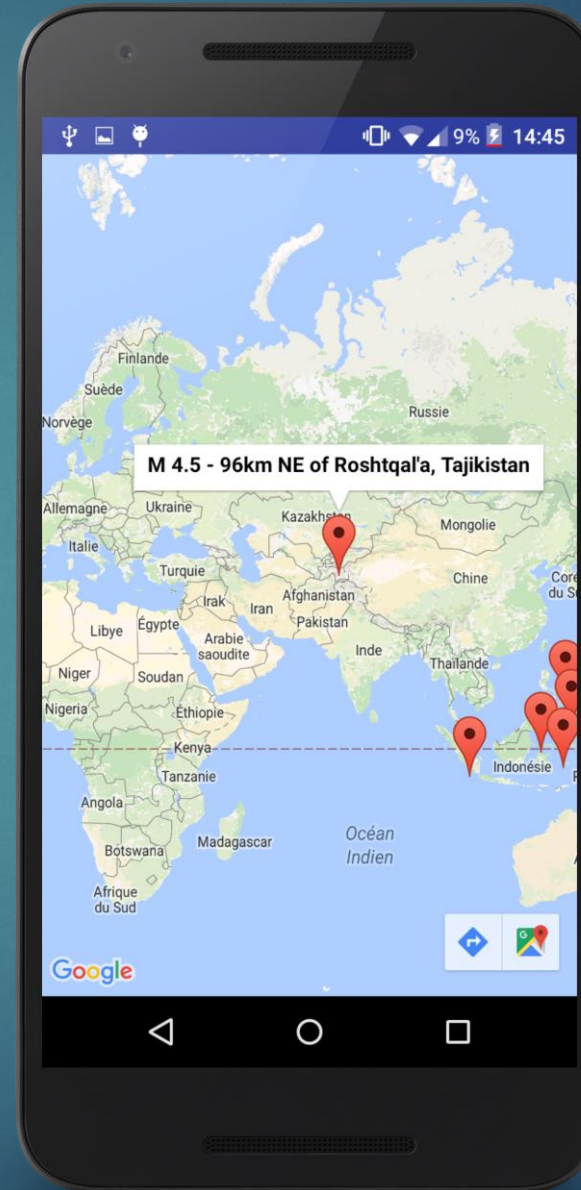 9% 14:45
Finlande
Suède
Russie
Norvège
M 4.5 - 96km NE of Roshtqal'a, Tajikistan
Allemagne
Ukraine
Mongolie
Italie
Turquie
Chine
Irak
Iran
Afghanistan
Pakistan
Libye
Égypte
Arabie
saoudite
Inde
Thaïlande
Niger
Soudan
Nigeria
Éthiopie
Kenya
Indonésie
Tanzanie
Angola
Océan
Indien
Madagascar
Botswana
Afrique
du Sud
Google